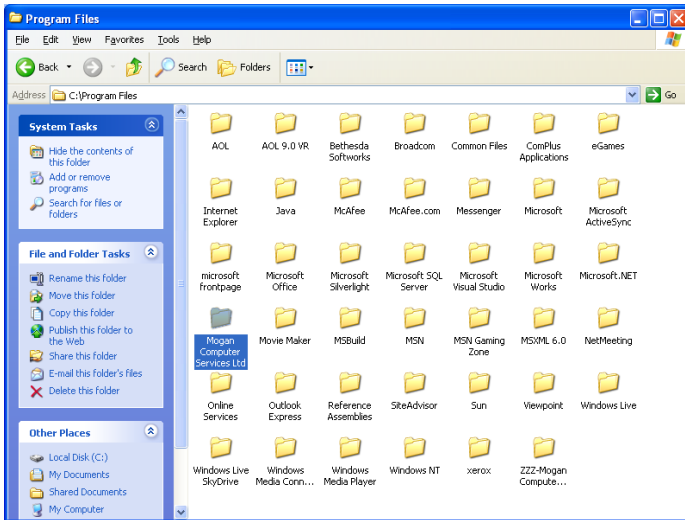 Program Files
File Edit View Favorites Tools Help
Back Search Folders
Address C:\Program Files Go
System Tasks
Hide the contents of
this folder
Add or remove
programs
Search for files or
folders
File and Folder Tasks
Rename this folder
Move this folder
Copy this folder
Publish this folder to
the Web
Share this folder
E-mail this folder's files
Delete this folder
Other Places
Local Disk (C:)
My Documents
Shared Documents
My Computer
AOL
AOL 9.0 VR
Bethesda
Softworks
Broadcom
Common Files
ComPlus
Applications
eGames
Internet
Explorer
Java
McAfee
McAfee.com
Messenger
Microsoft
Microsoft
ActiveSync
microsoft
frontpage
Microsoft
Office
Microsoft
Silverlight
Microsoft SQL
Server
Microsoft
Visual Studio
Microsoft
Works
Microsoft.NET
Mogan
Computer
Services Ltd
Movie Maker
MSBuild
MSN
MSN Gaming
Zone
MSXML 6.0
NetMeeting
Online
Services
Outlook
Express
Reference
Assemblies
SiteAdvisor
Sun
Viewpoint
Windows Live
Windows Live
SkyDrive
Windows
Media Conn...
Windows
Media Player
Windows NT
xerox
ZZZ-Mogan
Compute...